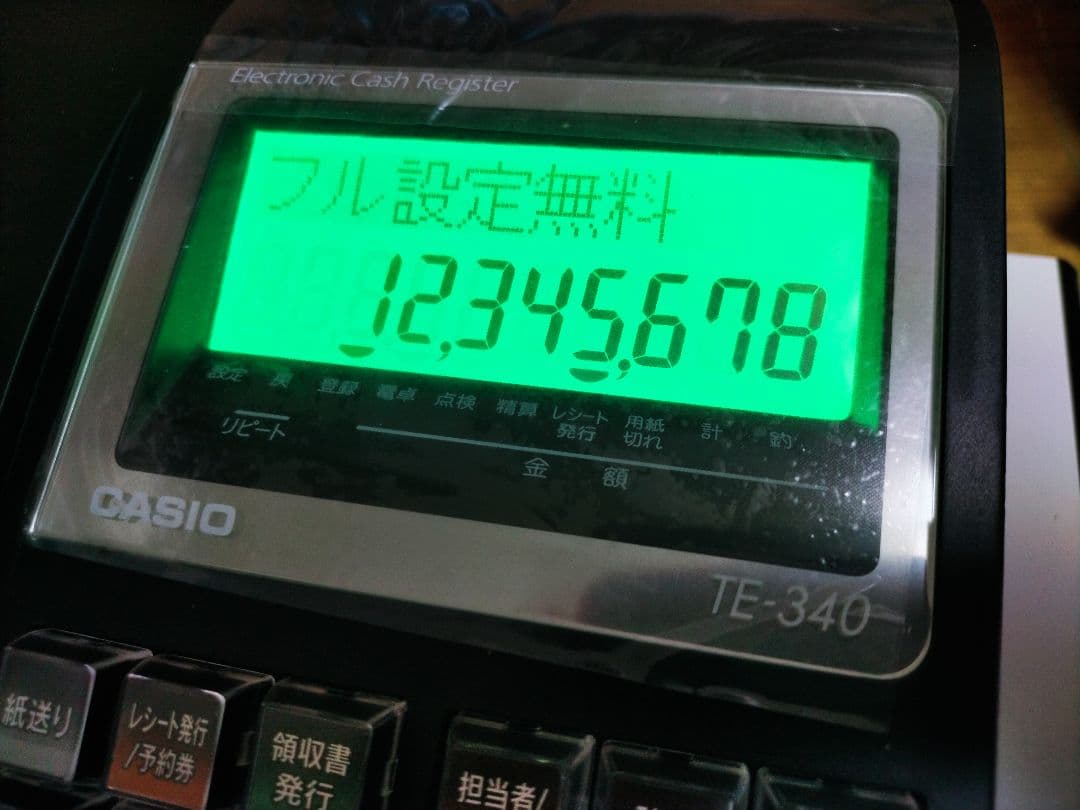 Electronic Cash Register
フル設定無料
12,345,678
設定 戻 登録 電卓 点検 精算 レシート発行 用紙切れ 計 釣
リピート
金額
CASIO
TE-340
紙送り
レシート発行
/予約券
領収書
発行
担当者/